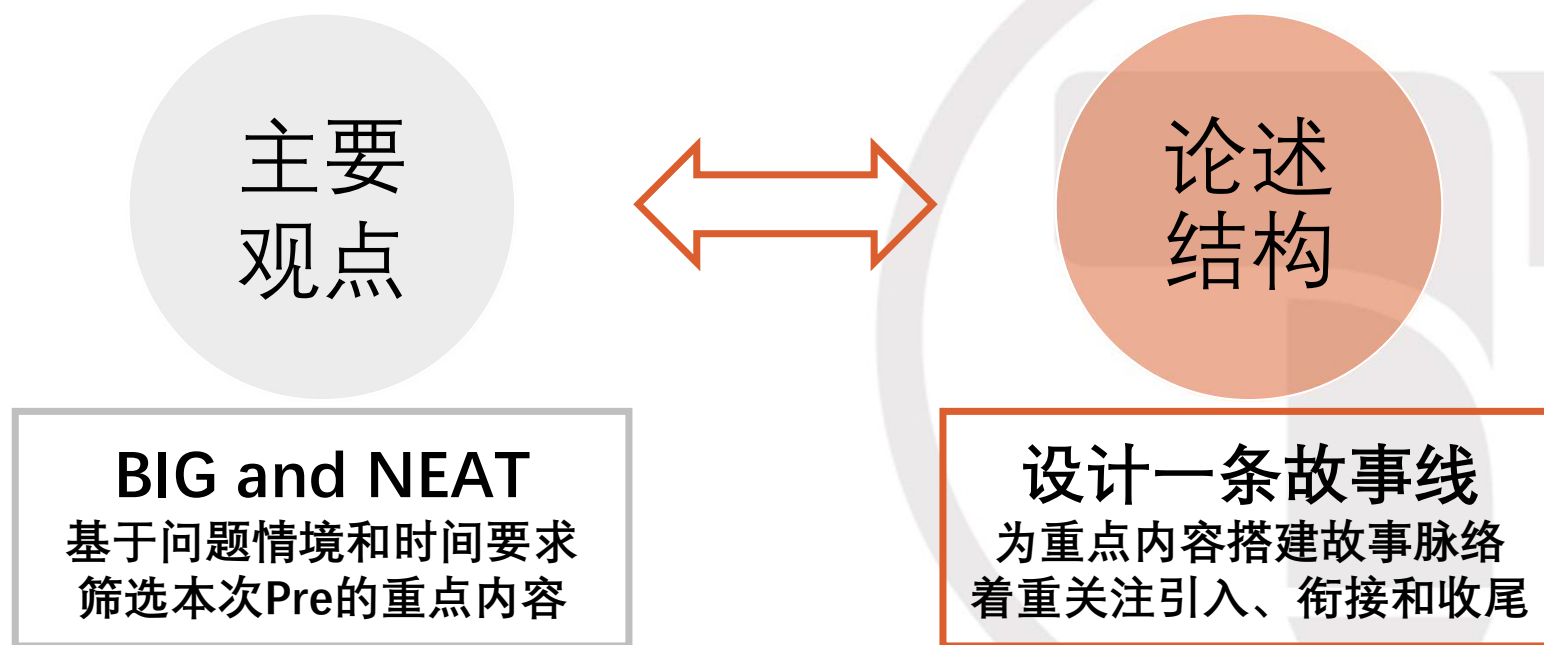 主要
观点
论述
结构
BIG and NEAT
基于问题情境和时间要求
筛选本次Pre的重点内容
设计一条故事线
为重点内容搭建故事脉络
着重关注引入、衔接和收尾